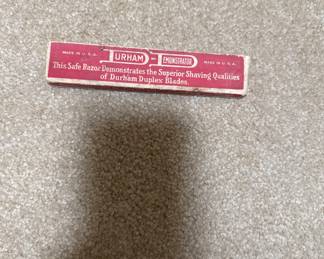 MADE IN U.S.A. DURHAM DEMONSTRATOR MADE IN U.S.A.
This Safe Razor Demonstrates the Superior Shaving Qualities
of Durham Duplex Blades.